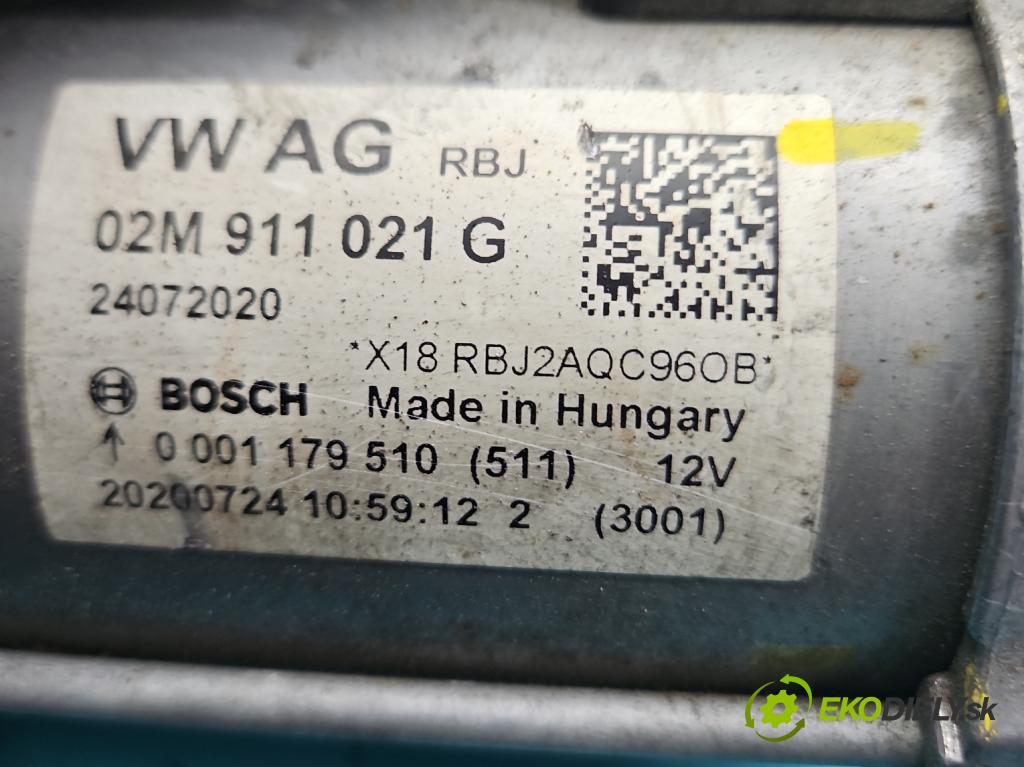 VW AG RBJ
02M 911 021 G
24072020
*X18 RBJ2AQC96OB*
BOSCH Made in Hungary
↑ 0 001 179 510 (511) 12V
20200724 10:59:12 2 (3001)
EKODIELY.sk